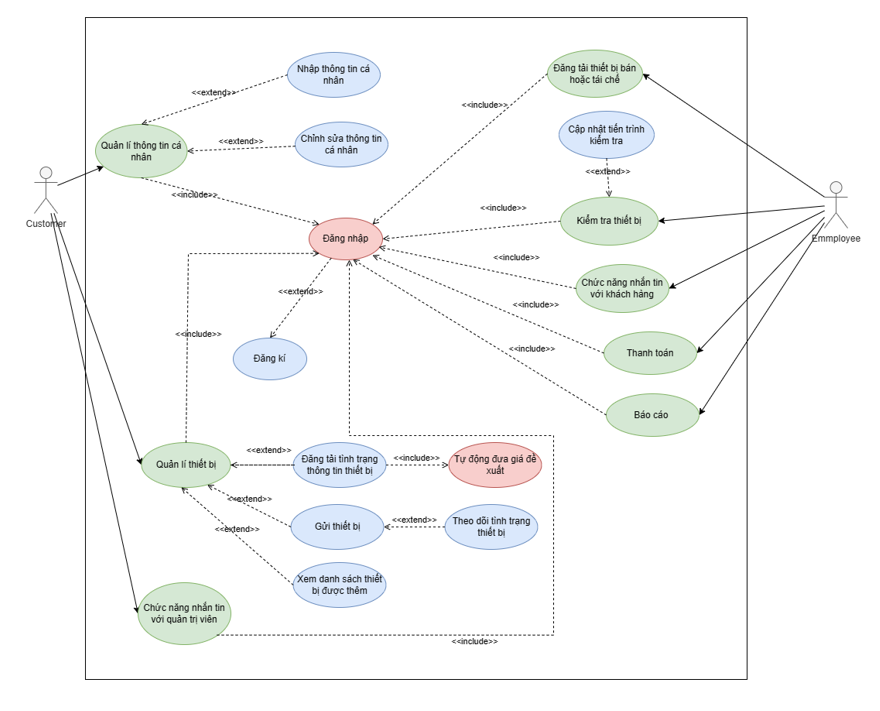 Nhập thông tin cá
nhân
Đăng tải thiết bị bán
hoặc tái chế
<<extend>>
<<include>>
Cập nhật tiến trình
kiểm tra
Quản lí thông tin cá
nhân
<<extend>>
Chỉnh sửa thông tin
cá nhân
<<extend>>
<<include>>
Customer
<<include>>
Kiểm tra thiết bị
Emmployee
Đăng nhập
<<extend>>
<<include>>
Chức năng nhắn tin
với khách hàng
<<include>>
<<include>>
Đăng kí
<<include>>
Thanh toán
Báo cáo
Quản lí thiết bị
<<extend>>
Đăng tải tình trạng
thông tin thiết bị
<<include>>
Tự động đưa giá đề
xuất
<<extend>>
Gửi thiết bị
<<extend>>
Theo dõi tình trạng
thiết bị
<<extend>>
Xem danh sách thiết
bị được thêm
Chức năng nhắn tin
với quản trị viên
<<include>>